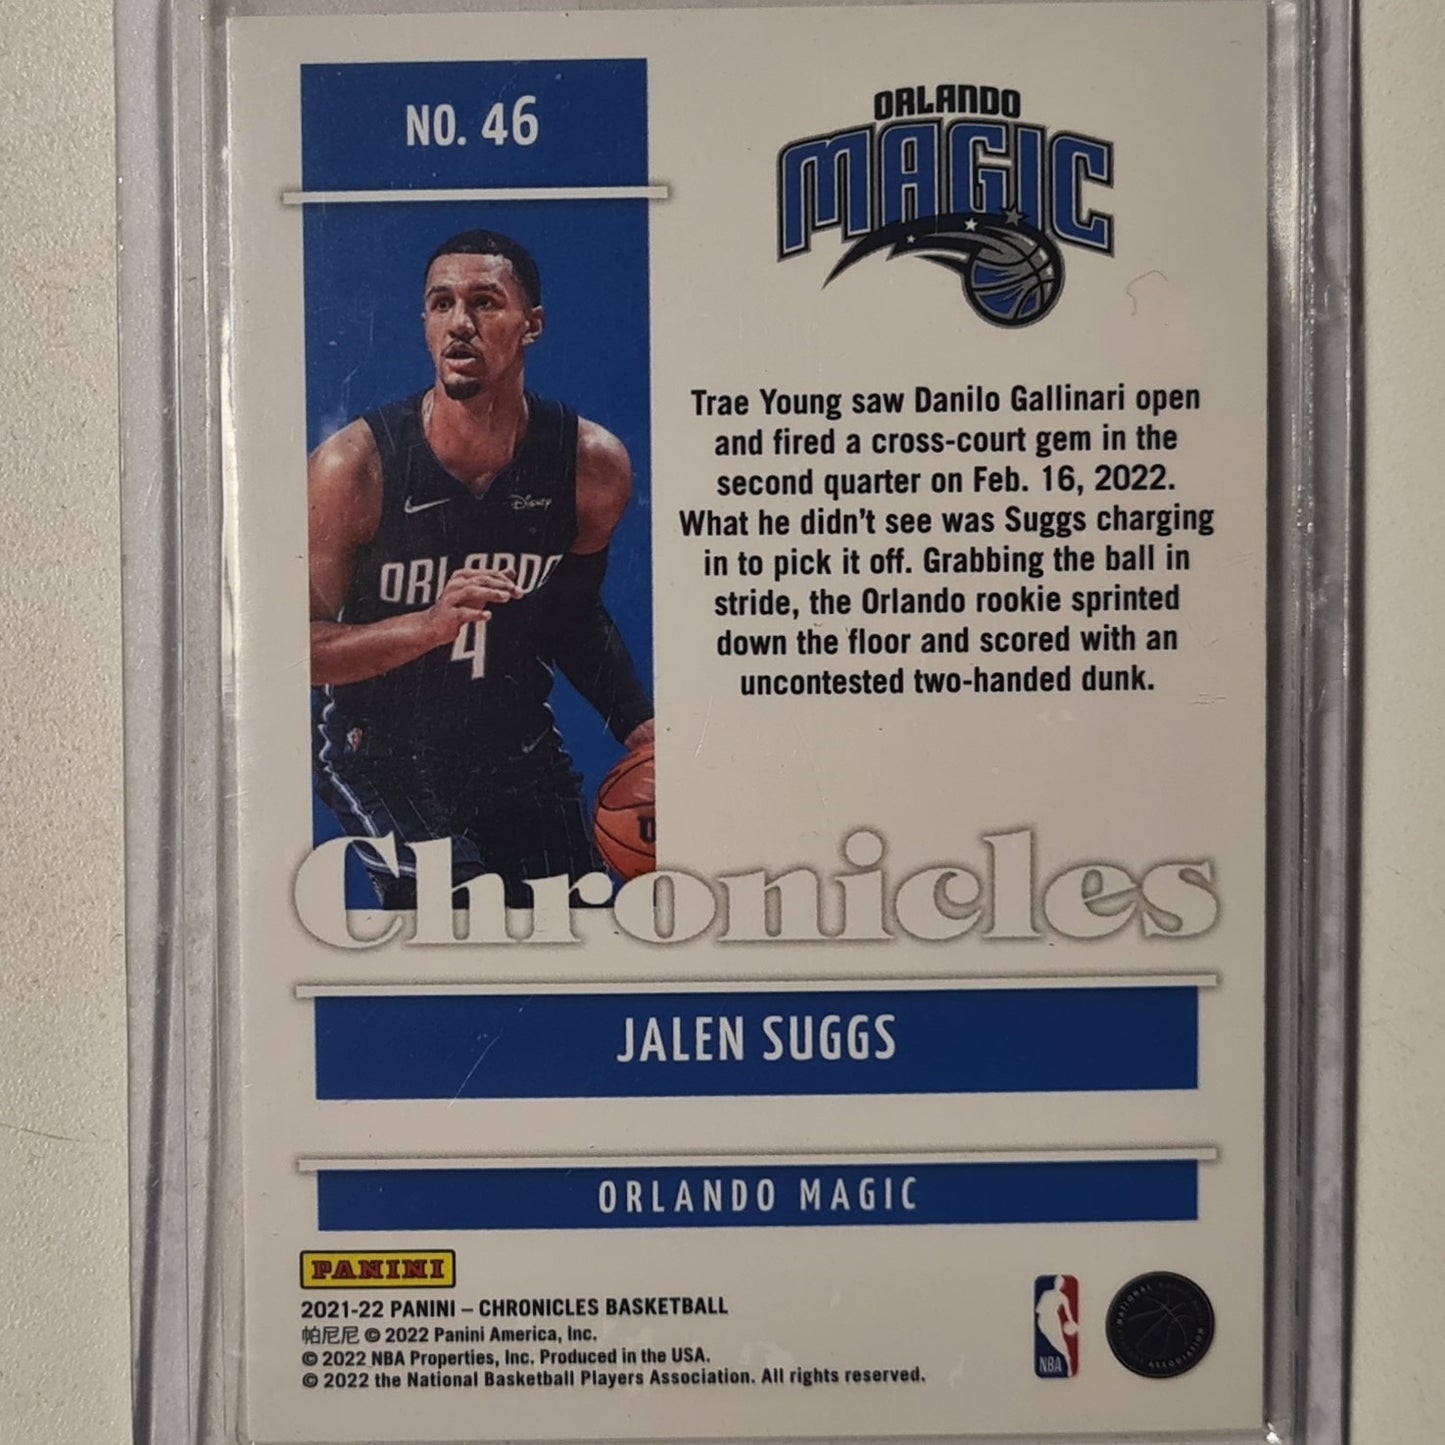 NO. 46
ORLANDO
MAGIC
Disney
ORLANDO
4
Trae Young saw Danilo Gallinari open
and fired a cross-court gem in the
second quarter on Feb. 16, 2022.
What he didn't see was Suggs charging
in to pick it off. Grabbing the ball in
stride, the Orlando rookie sprinted
down the floor and scored with an
uncontested two-handed dunk.
Chronicles
JALEN SUGGS
ORLANDO MAGIC
PANINI
2021-22 PANINI – CHRONICLES BASKETBALL
帕尼尼 © 2022 Panini America, Inc.
© 2022 NBA Properties, Inc. Produced in the USA.
© 2022 the National Basketball Players Association. All rights reserved.
NBA